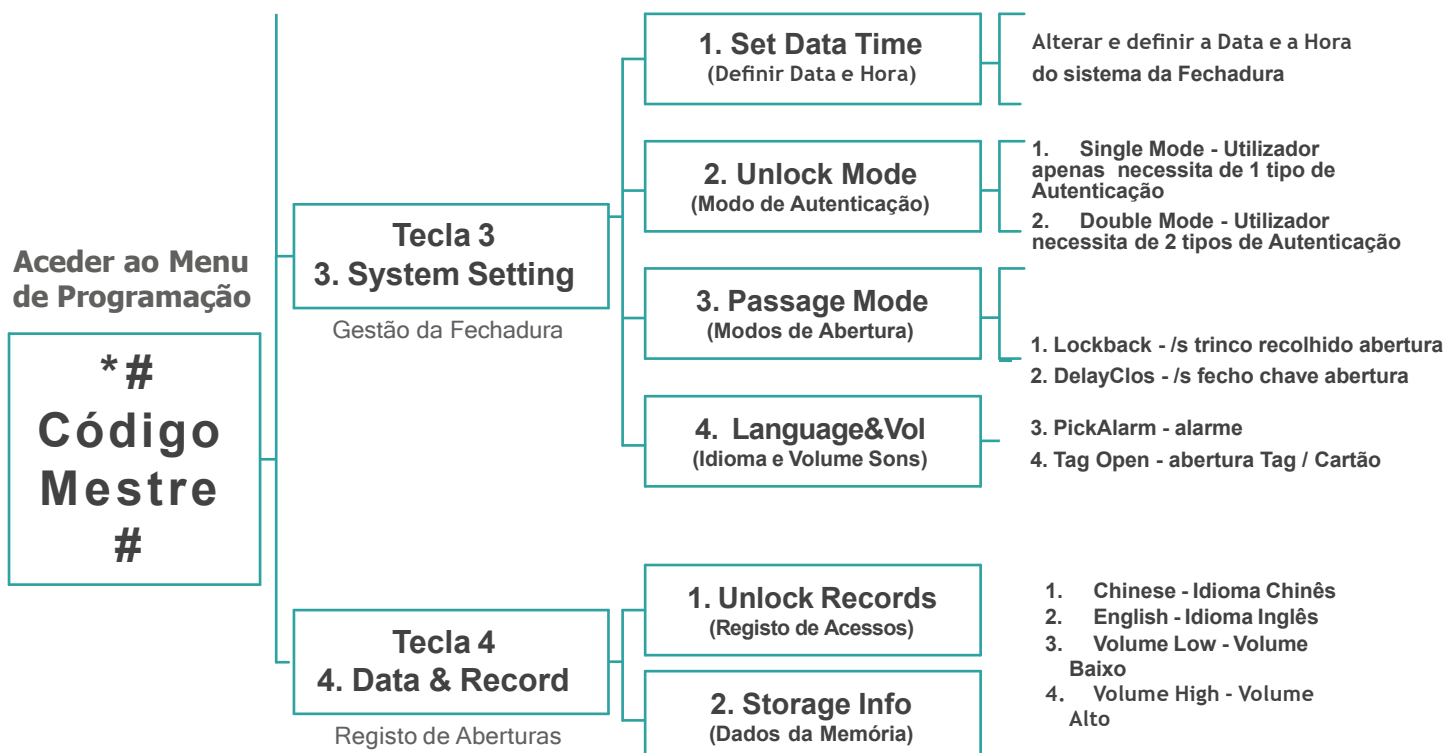 Aceder ao Menu
de Programação
*#
Código
Mestre
#
Tecla 3
3. System Setting
Gestão da Fechadura
1. Set Data Time
(Definir Data e Hora)
Alterar e definir a Data e a Hora
do sistema da Fechadura
2. Unlock Mode
(Modo de Autenticação)
1. Single Mode - Utilizador
apenas necessita de 1 tipo de
Autenticação
2. Double Mode - Utilizador
necessita de 2 tipos de Autenticação
3. Passage Mode
(Modos de Abertura)
1. Lockback - /s trinco recolhido abertura
2. DelayClos - /s fecho chave abertura
4. Language&Vol
(Idioma e Volume Sons)
3. PickAlarm - alarme
4. Tag Open - abertura Tag / Cartão
Tecla 4
4. Data & Record
Registo de Aberturas
1. Unlock Records
(Registo de Acessos)
2. Storage Info
(Dados da Memória)
1. Chinese - Idioma Chinês
2. English - Idioma Inglês
3. Volume Low - Volume
Baixo
4. Volume High - Volume
Alto